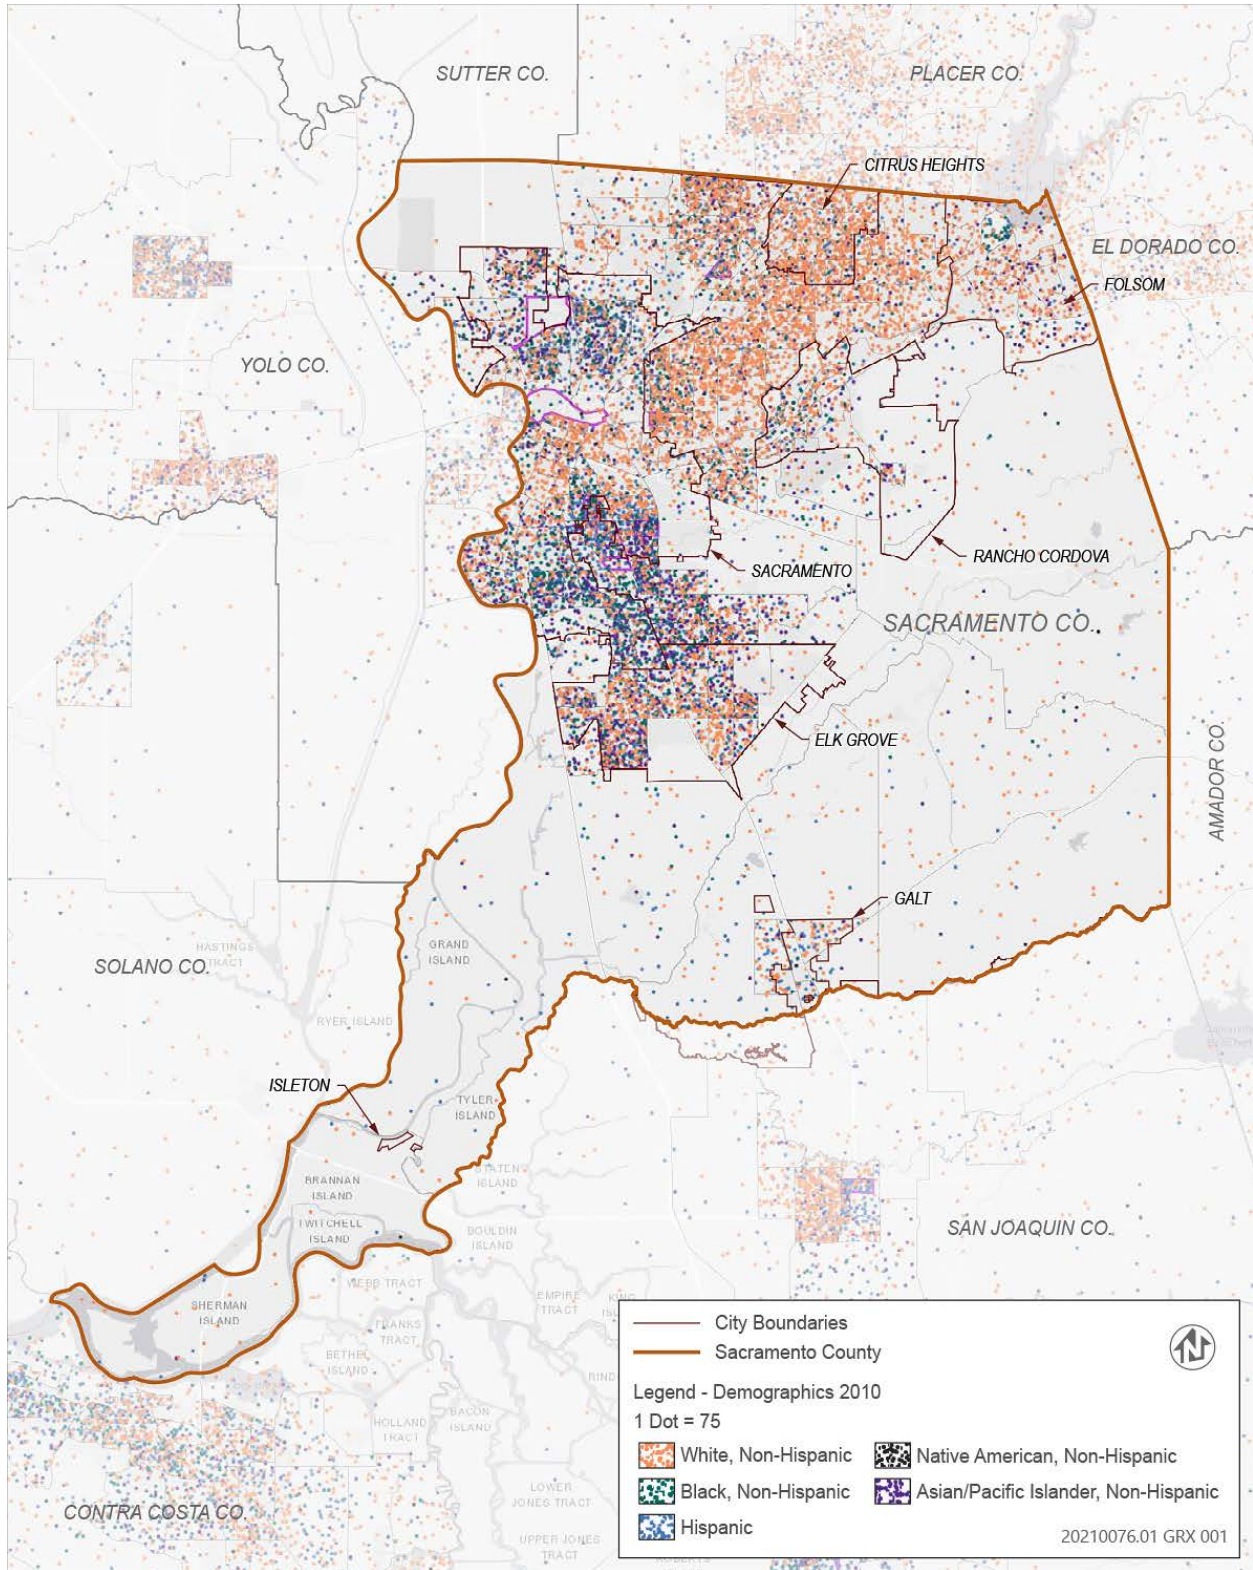 SUTTER CO.
PLACER CO.
CITRUS HEIGHTS
EL DORADO CO.
FOLSOM
YOLO CO.
RANCHO CORDOVA
SACRAMENTO
SACRAMENTO CO.
ELK GROVE
AMADOR CO.
GALT
GRAND
ISLAND
HASTINGS
TRACT
SOLANO CO.
RYER ISLAND
ISLETON
TYLER
ISLAND
STATEN
ISLAND
BRANNAN
ISLAND
TWITCHELL
ISLAND
BOULDIN
ISLAND
SAN JOAQUIN CO.
WEBB TRACT
EMPIRE
TRACT
KING
SHERMAN
ISLAND
FRANKS
TRACT
BETHEL
ISLAND
HOLLAND
TRACT
BACON
ISLAND
LOWER
JONES TRACT
UPPER JONES
TRACT
CONTRA COSTA CO.
City Boundaries
Sacramento County
N
Legend - Demographics 2010
1 Dot = 75
White, Non-Hispanic
Native American, Non-Hispanic
Black, Non-Hispanic
Asian/Pacific Islander, Non-Hispanic
Hispanic
20210076.01 GRX 001